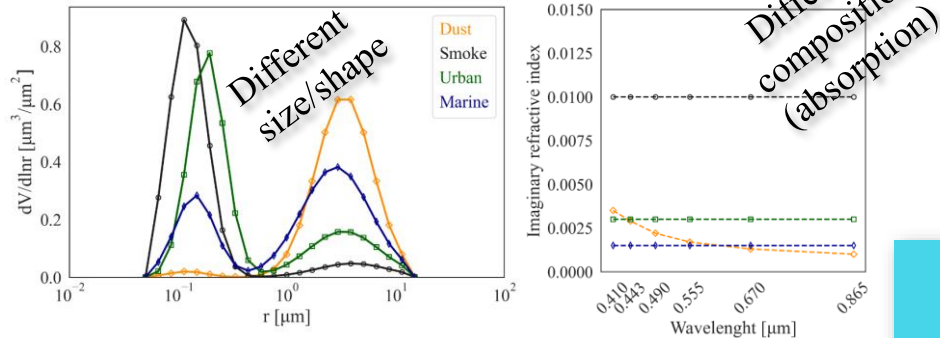 0.8
0.6
0.4
0.2
0.0
dV/dlnr [μm³/μm²]
10⁻²
10⁻¹
10⁰
10¹
10²
r [μm]
Different
size/shape
Dust
Smoke
Urban
Marine
0.0150
0.0125
0.0100
0.0075
0.0050
0.0025
0.0000
Imaginary refractive index
0.410
0.443
0.490
0.555
0.670
0.865
Wavelenght [μm]
composition
(absorption)